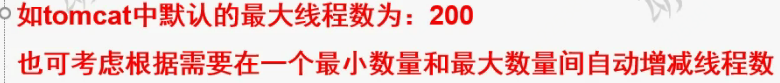 如tomcat中默认的最大线程数为：200
也可考虑根据需要在一个最小数量和最大数量间自动增减线程数